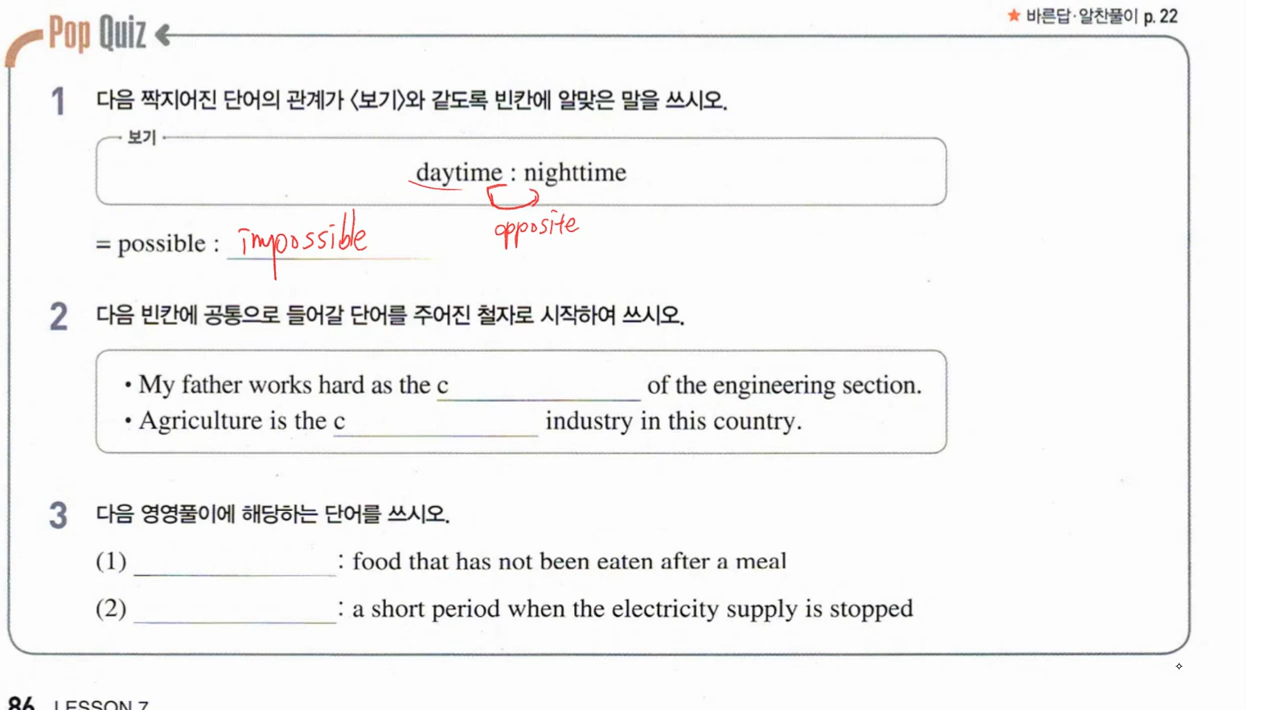 ★ 바른답·알찬풀이 p. 22
Pop Quiz
1 다음 짝지어진 단어의 관계가 〈보기〉와 같도록 빈칸에 알맞은 말을 쓰시오.
보기
daytime : nighttime
opposite
= possible : impossible
2 다음 빈칸에 공통으로 들어갈 단어를 주어진 철자로 시작하여 쓰시오.
• My father works hard as the c__________ of the engineering section.
• Agriculture is the c__________ industry in this country.
3 다음 영영풀이에 해당하는 단어를 쓰시오.
(1) __________ : food that has not been eaten after a meal
(2) __________ : a short period when the electricity supply is stopped
86 LESSON 7